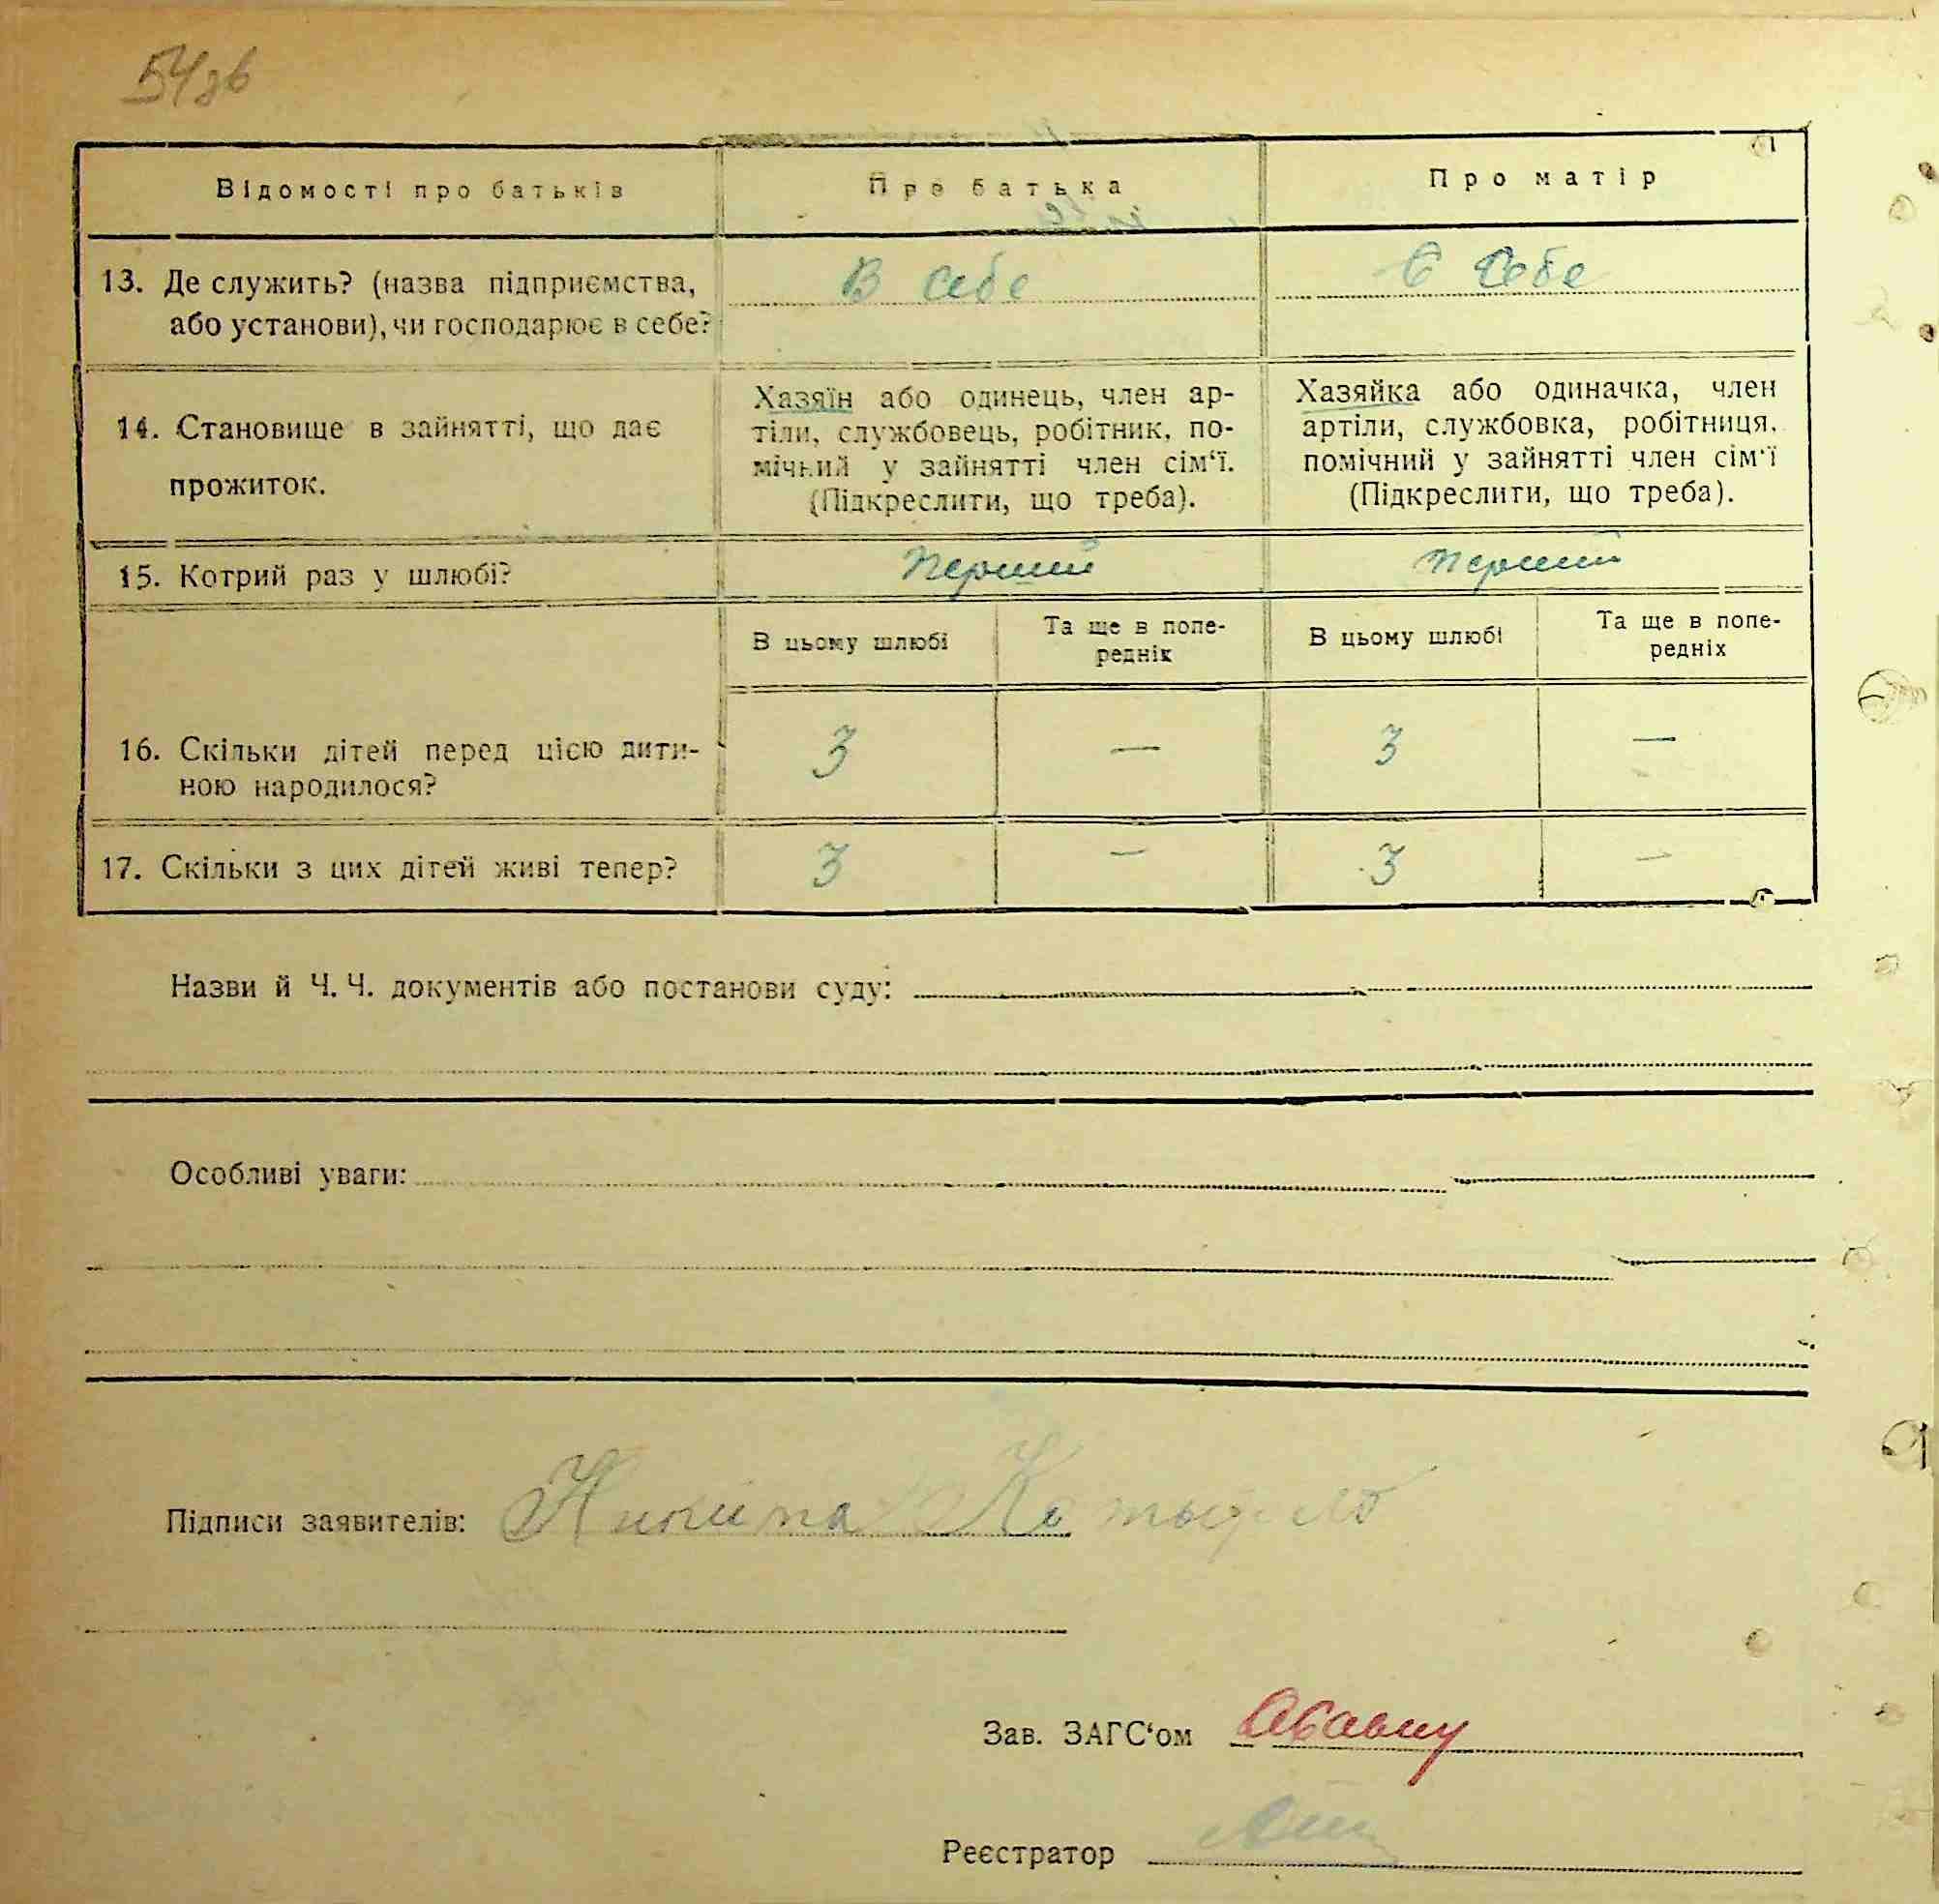 54зв
Відомості про батьків Про батька Про матір
13. Де служить? (назва підприємства, В себе В себе
або установи), чи господарює в себе?
14. Становище в зайнятті, що дає
прожиток.
Хазяїн або одинець, член ар-
тіли, службовець, робітник, по-
мічний у зайнятті член сім‘ї.
(Підкреслити, що треба).
Хазяйка або одиначка, член
артіли, службовка, робітниця,
помічний у зайнятті член сім‘ї
(Підкреслити, що треба).
15. Котрий раз у шлюбі? Перший перший
В цьому шлюбі Та ще в попе-
редніх В цьому шлюбі Та ще в попе-
редніх
16. Скільки дітей перед цією дити-
ною народилося? 3 — 3 —
17. Скільки з цих дітей живі тепер? 3 — 3 —
Назви й Ч. Ч. документів або постанови суду:
Особливі уваги:
Підписи заявителів: Никита
Зав. ЗАГС‘ом
Реєстратор